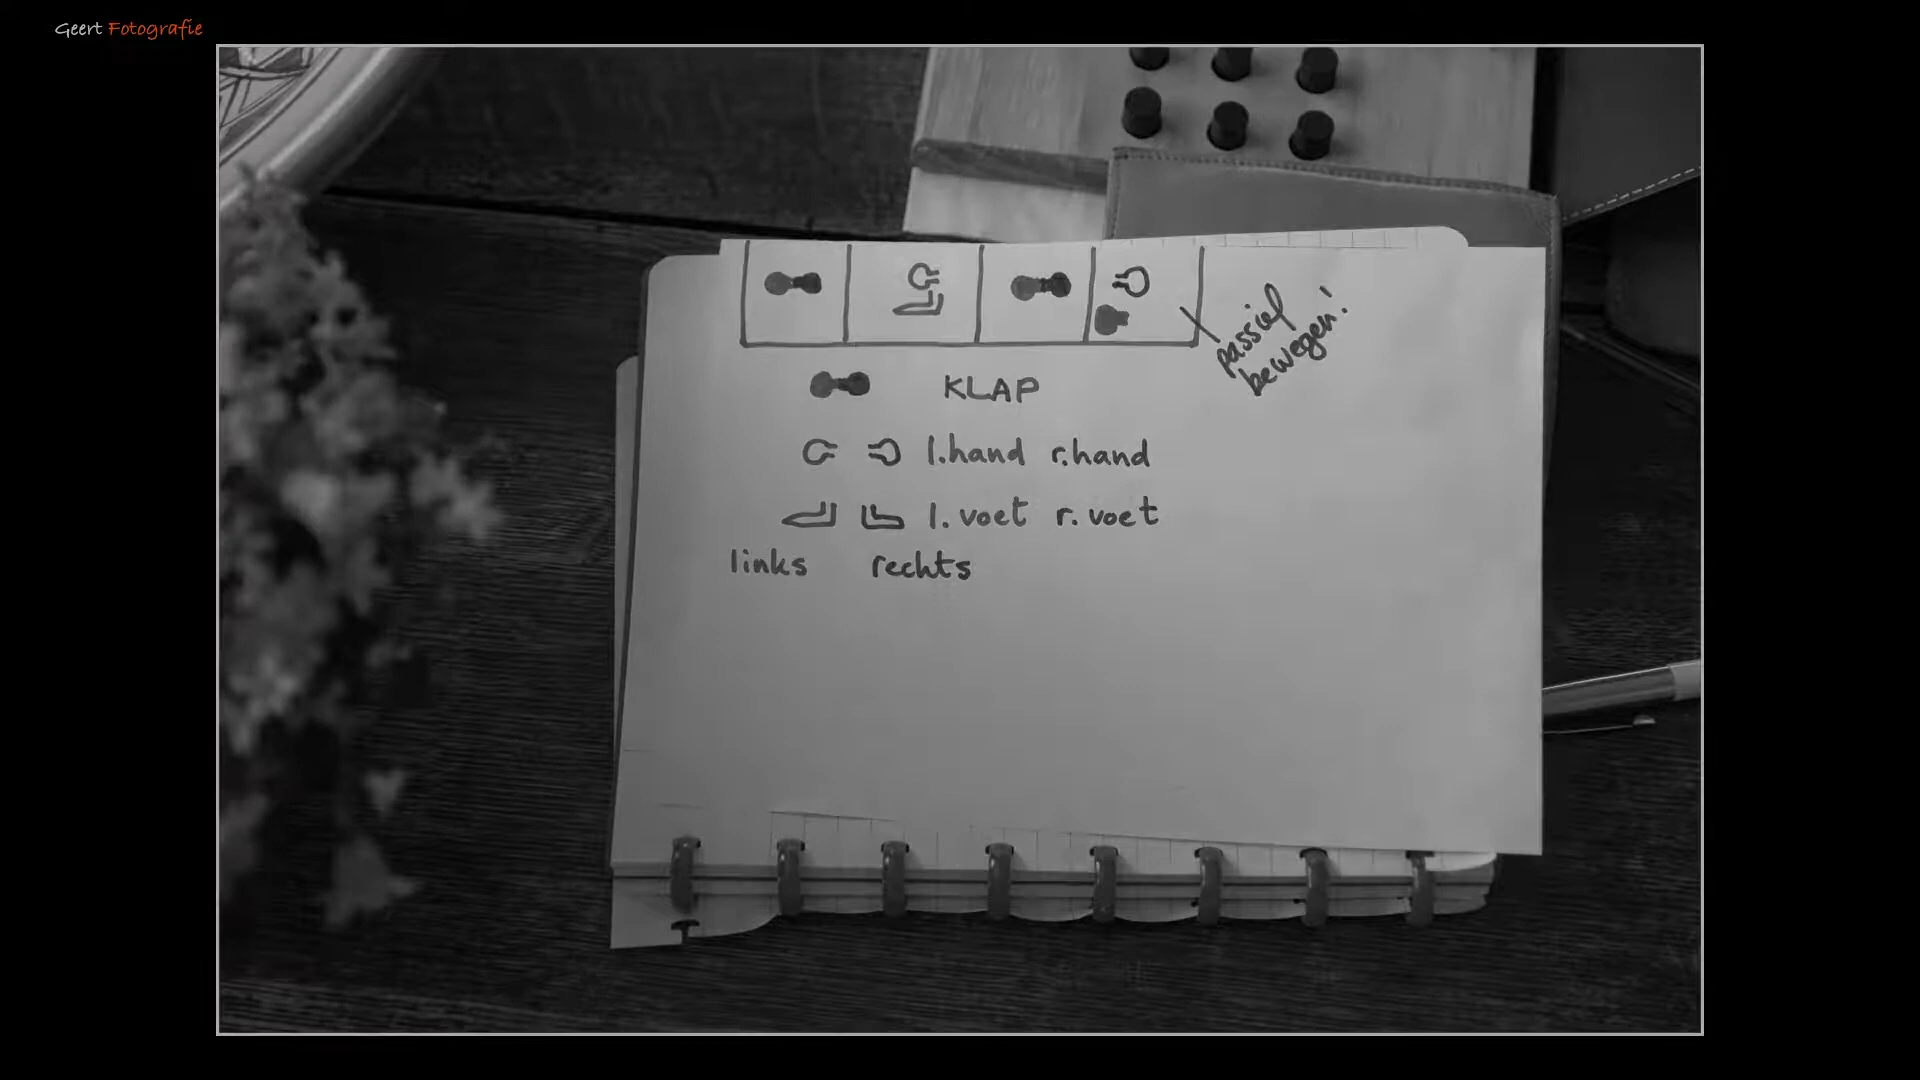 Geert Fotografie
passief
bewegen!
KLAP
l.hand r.hand
l. voet r. voet
links rechts